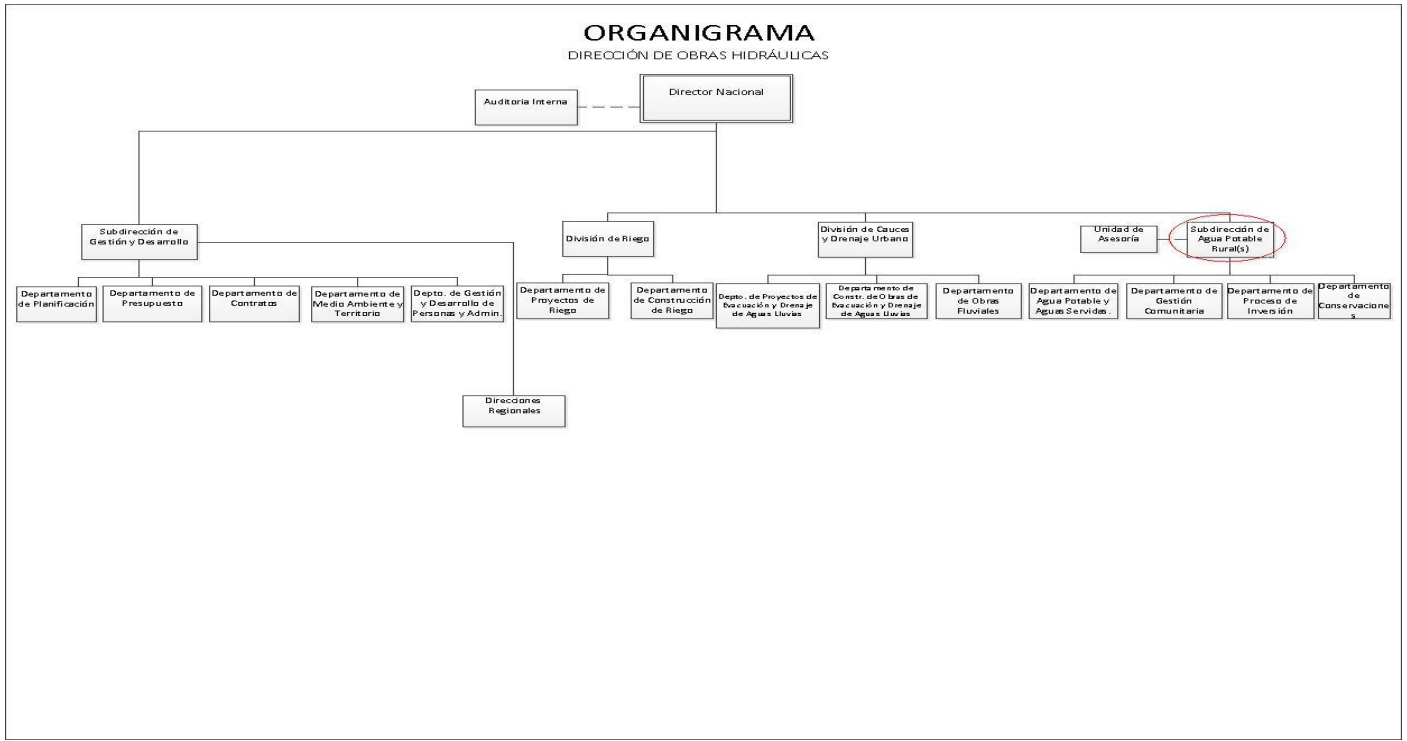 ORGANIGRAMA
DIRECCIÓN DE OBRAS HIDRÁULICAS
Director Nacional
Auditoria Interna
Subdirección de
Gestión y Desarrollo
División de Riego
División de Cauces
y Drenaje Urbano
Unidad de
Asesoría
Subdirección de
Agua Potable
Rural(s)
Departamento
de Planificación
Departamento de
Presupuesto
Departamento de
Contratos
Departamento de
Medio Ambiente y
Territorio
Depto. de Gestión
y Desarrollo de
Personas y Admin.
Departamento de
Proyectos de
Riego
Departamento
de Construcción
de Riego
Depto. de Proyectos de
Evacuación y Drenaje
de Aguas Lluvias
Departamento de
Constr. de Obras de
Evacuación y Drenaje
de Aguas Lluvias
Departamento
de Obras
Fluviales
Departamento de
Agua Potable y
Aguas Servidas.
Departamento de
Gestión
Comunitaria
Departamento de
Proceso de
Inversión
Departamento
de
Conservacione
s
Direcciones
Regionales